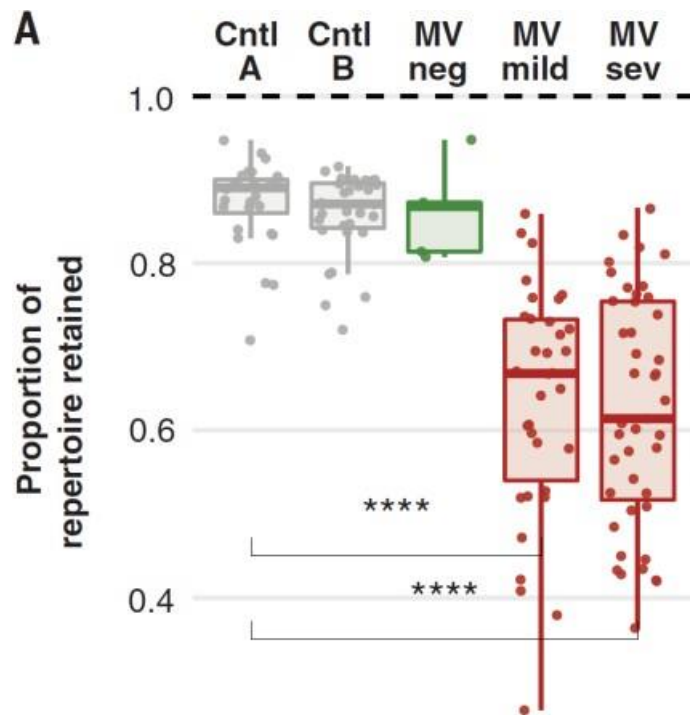 A
Cntl Cntl MV MV MV
A B neg mild sev
1.0
0.8
0.6
0.4
Proportion of
repertoire retained
****
****